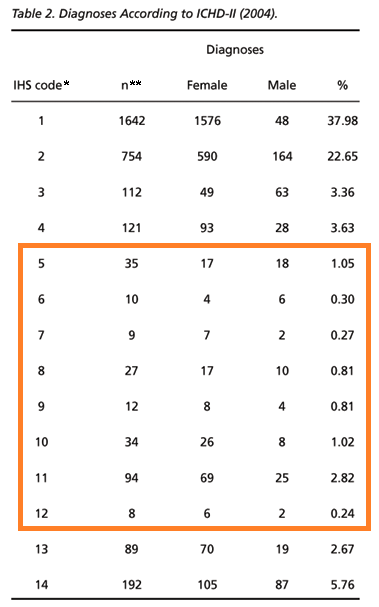 Table 2. Diagnoses According to ICHD-II (2004).
Diagnoses
IHS code* n** Female Male %
1 1642 1576 48 37.98
2 754 590 164 22.65
3 112 49 63 3.36
4 121 93 28 3.63
5 35 17 18 1.05
6 10 4 6 0.30
7 9 7 2 0.27
8 27 17 10 0.81
9 12 8 4 0.81
10 34 26 8 1.02
11 94 69 25 2.82
12 8 6 2 0.24
13 89 70 19 2.67
14 192 105 87 5.76